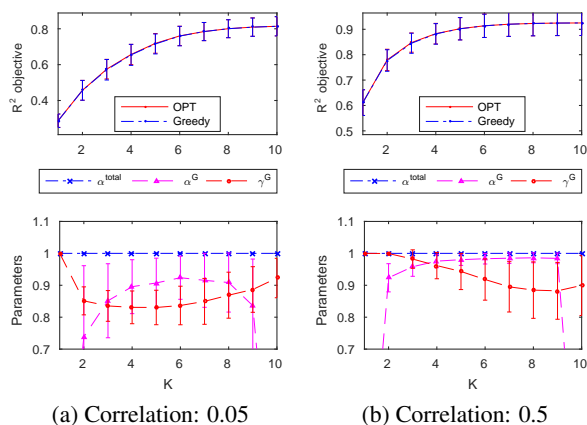 0.8
0.6
0.4
R² objective
OPT
Greedy
2 4 6 8 10
0.9
0.8
0.7
0.6
0.5
R² objective
OPT
Greedy
2 4 6 8 10
α^total α^G γ^G
α^total α^G γ^G
1.1
1
0.9
0.8
0.7
Parameters
2 4 6 8 10
K
1.1
1
0.9
0.8
0.7
Parameters
2 4 6 8 10
K
(a) Correlation: 0.05
(b) Correlation: 0.5